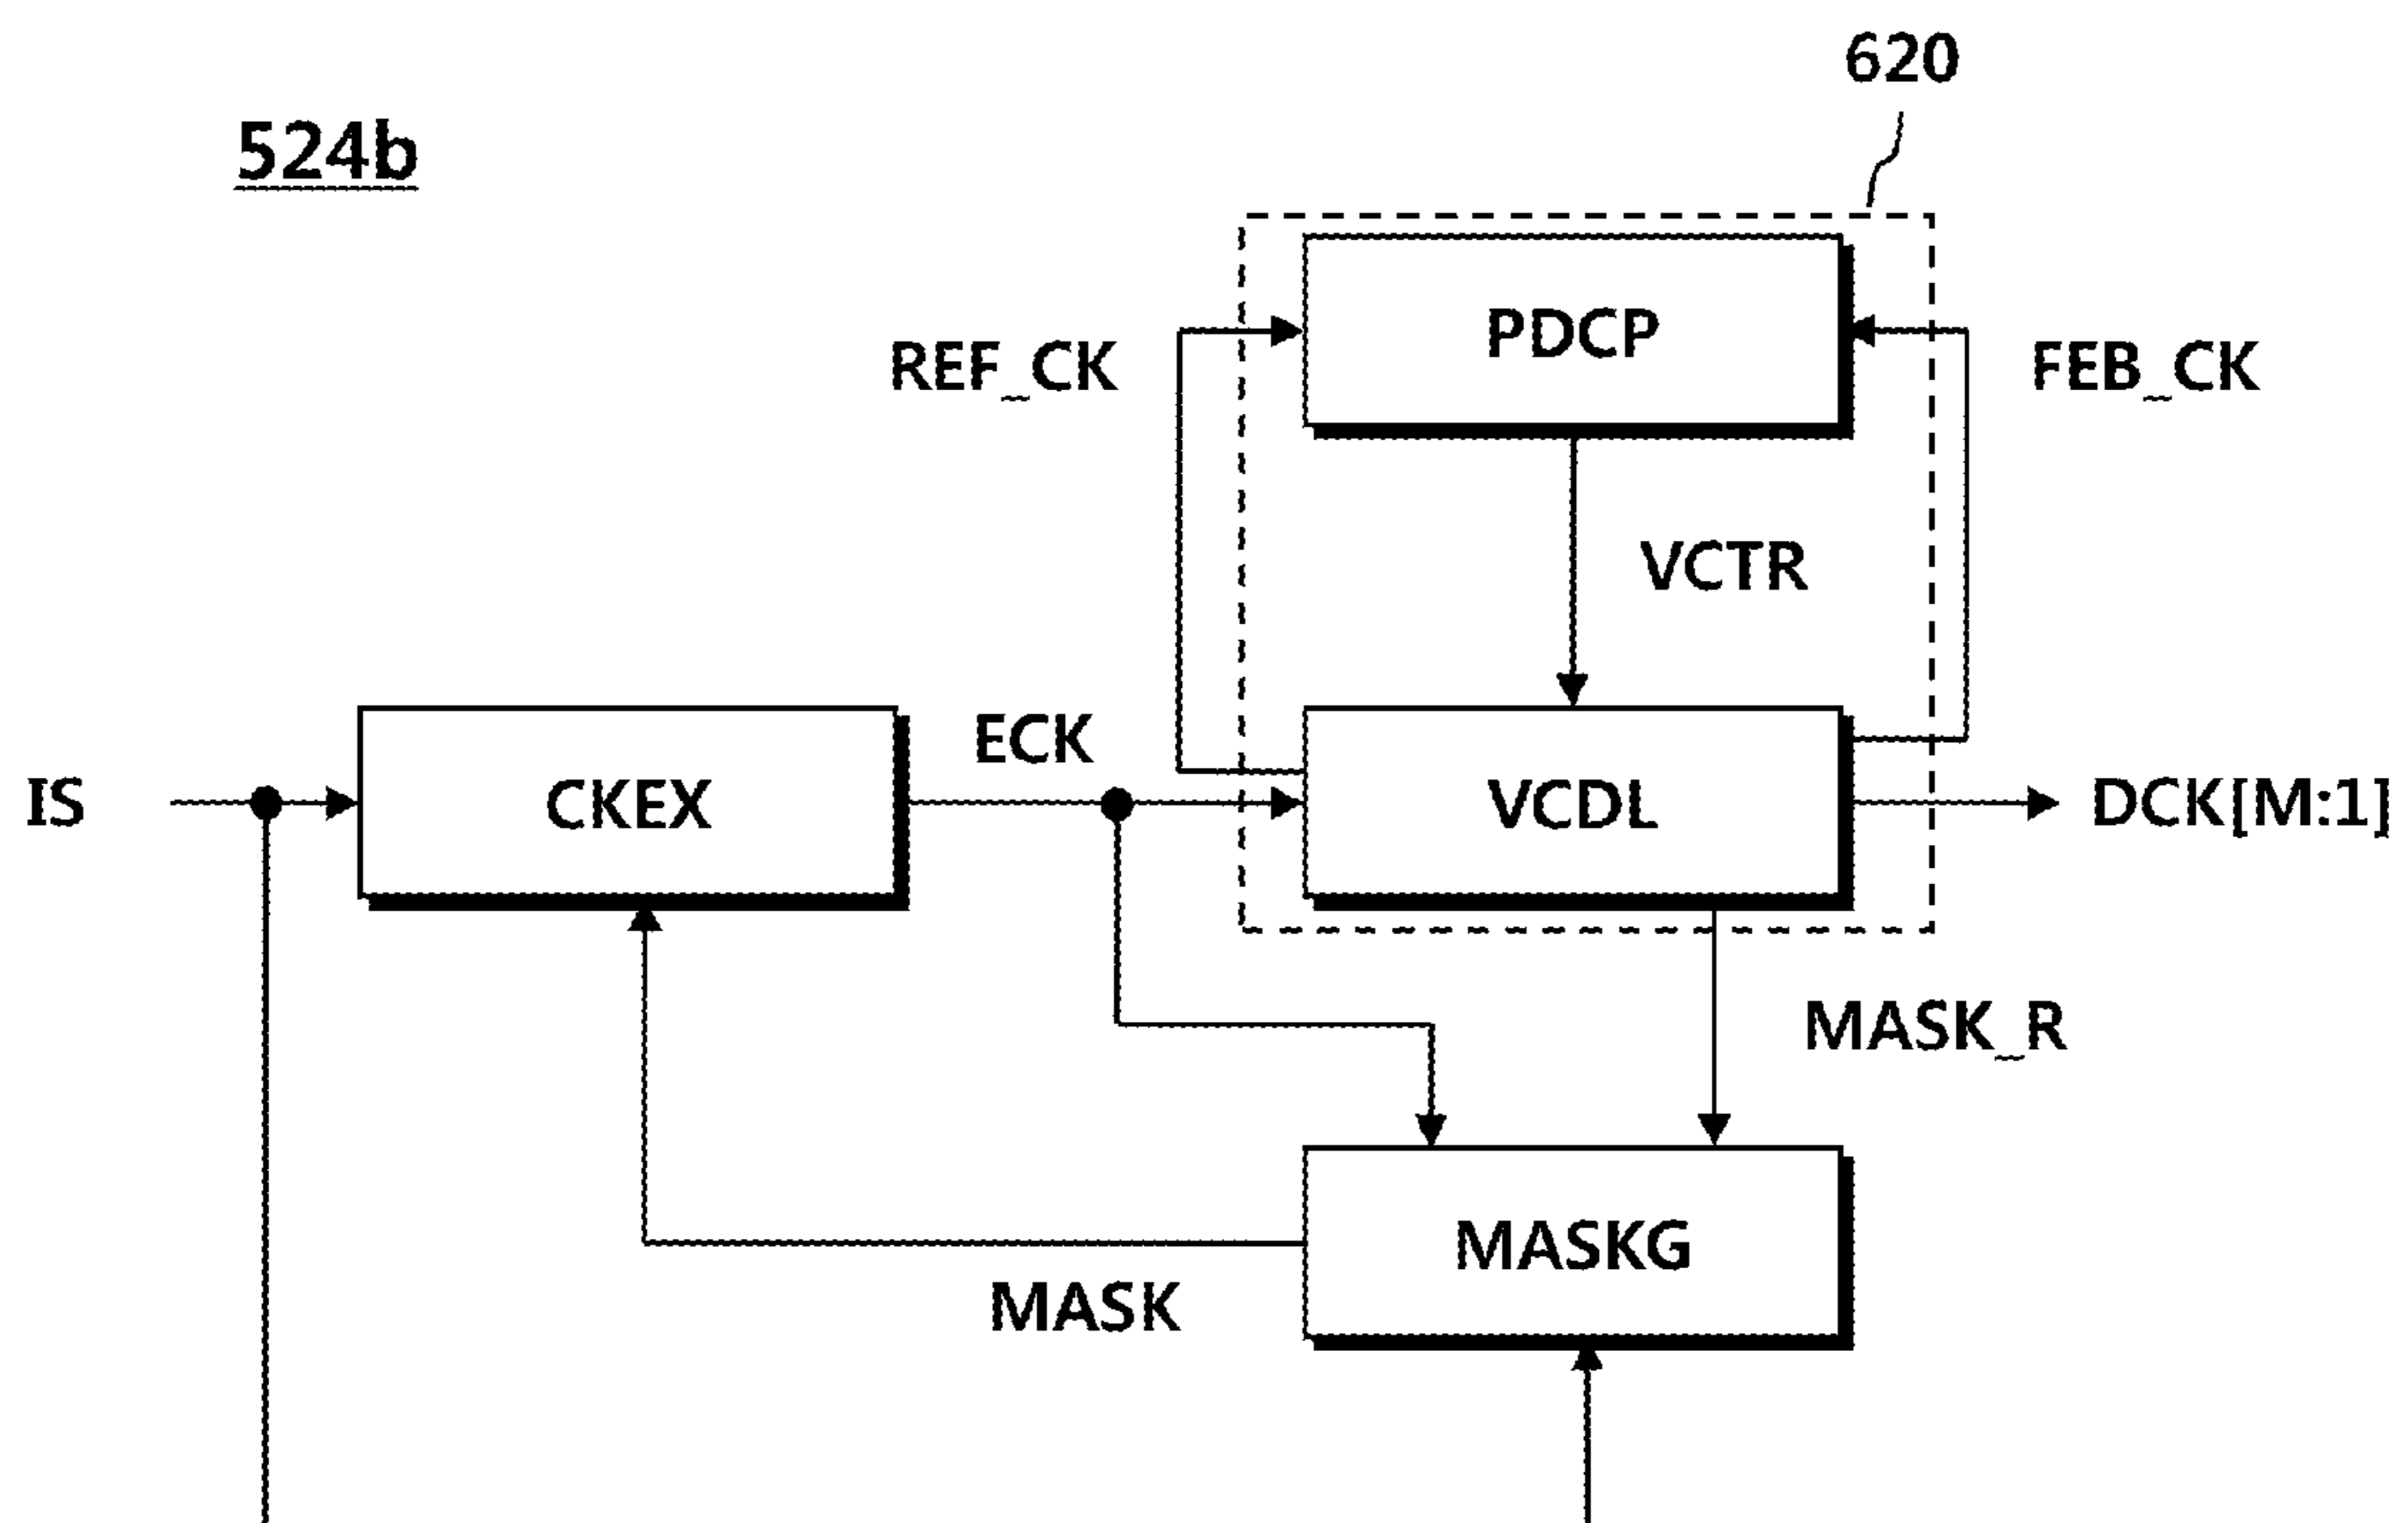 620
524b
PDCP
REF_CK
FEB_CK
VCTR
ECK
IS
CKEX
VCDL
DCK[M:1]
MASK_R
MASKG
MASK